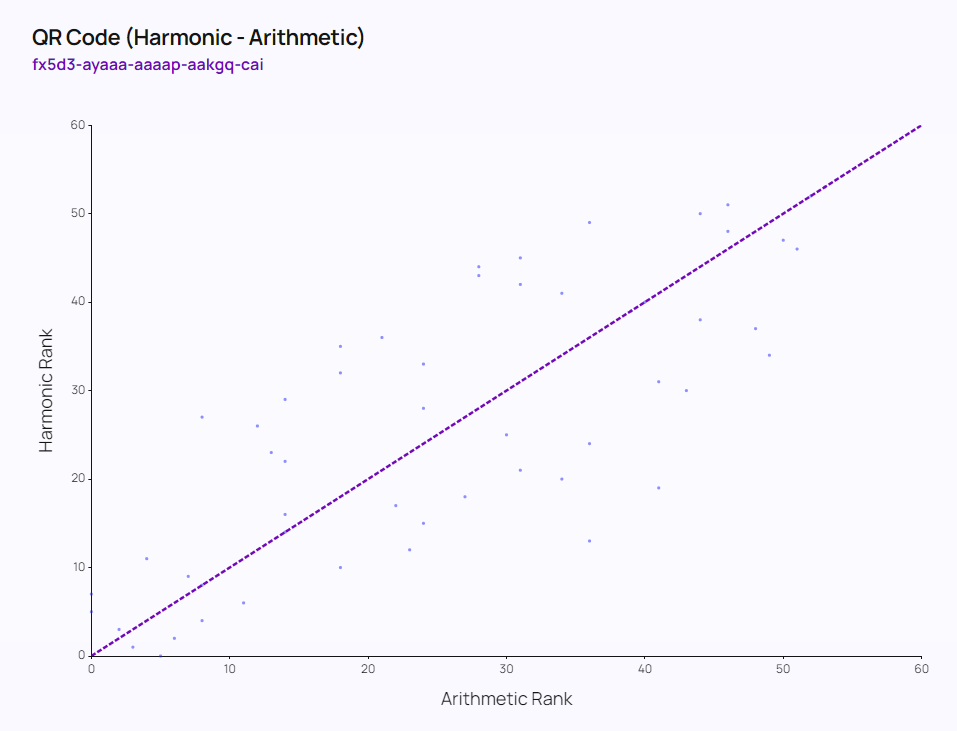 QR Code (Harmonic - Arithmetic)
fx5d3-ayaaa-aaaap-aakgq-cai
60
50
40
30
20
10
0
Harmonic Rank
0 10 20 30 40 50 60
Arithmetic Rank